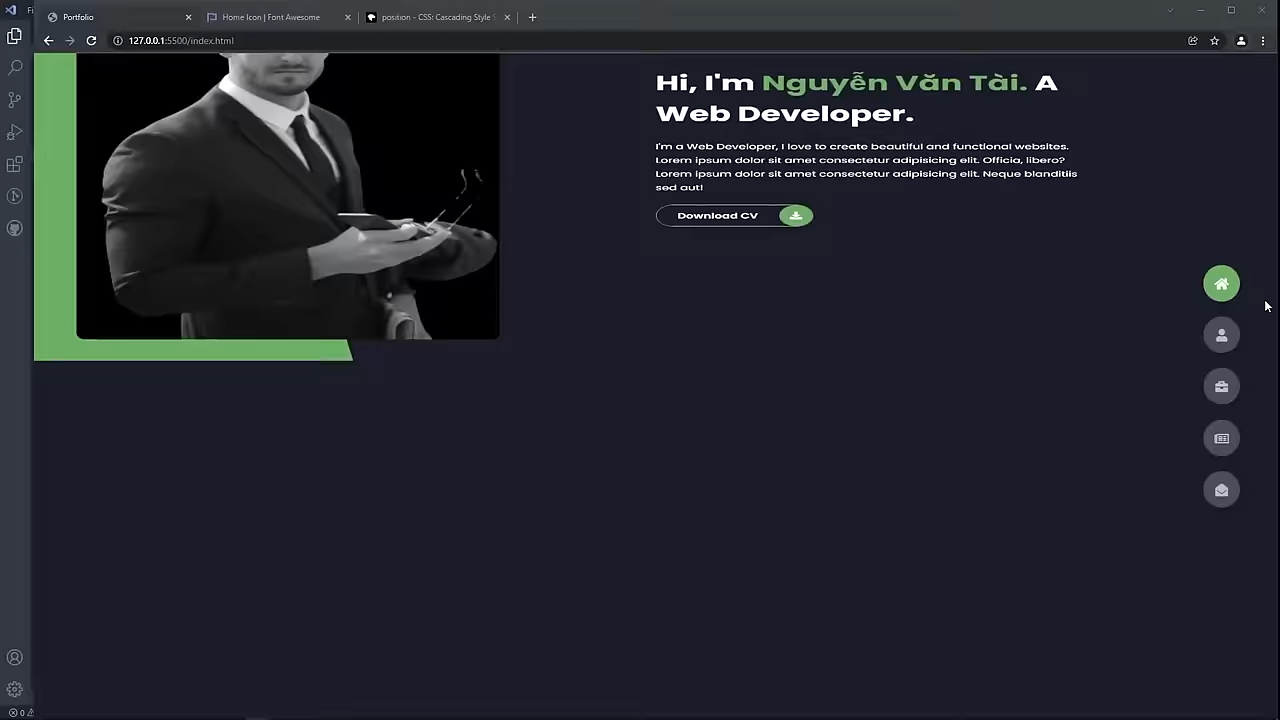 Fi
Portfolio
Home Icon | Font Awesome
position - CSS: Cascading Style S
127.0.0.1:5500/index.html
Hi, I'm Nguyễn Văn Tài. A
Web Developer.
I'm a Web Developer, I love to create beautiful and functional websites.
Lorem ipsum dolor sit amet consectetur adipisicing elit. Officia, libero?
Lorem ipsum dolor sit amet consectetur adipisicing elit. Neque blanditiis
sed aut!
Download CV
0